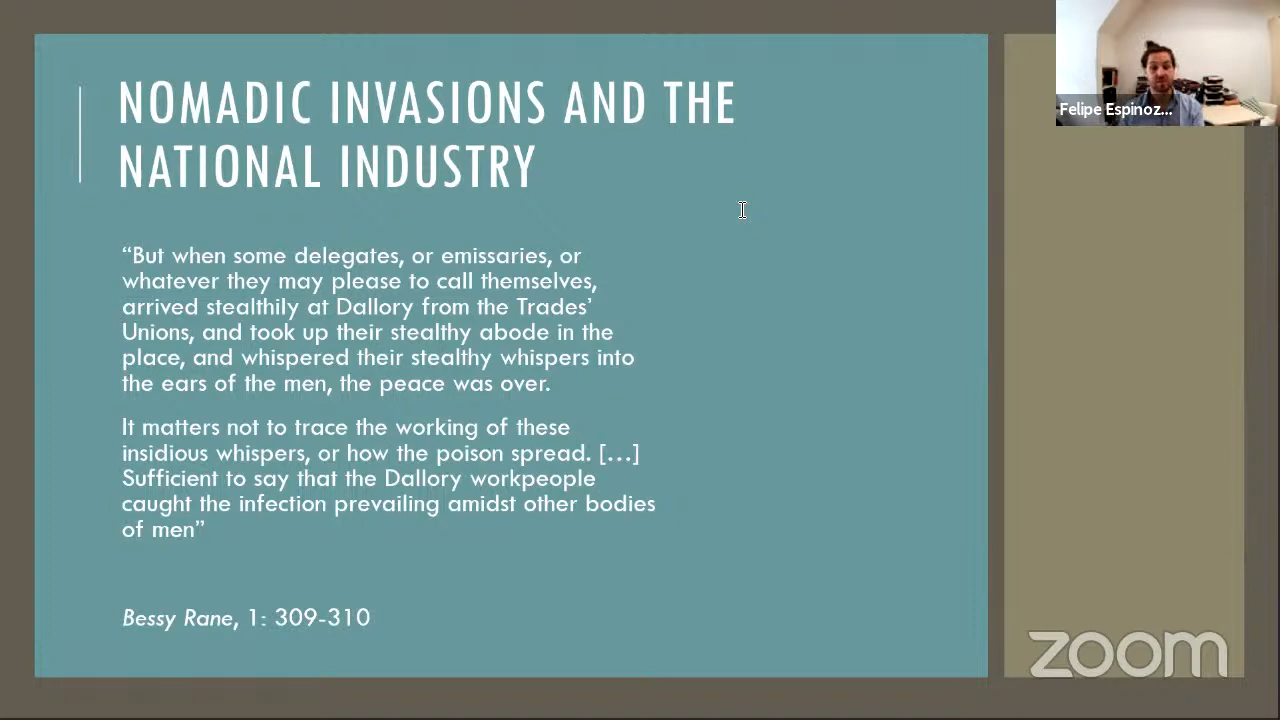 NOMADIC INVASIONS AND THE
NATIONAL INDUSTRY
“But when some delegates, or emissaries, or
whatever they may please to call themselves,
arrived stealthily at Dallory from the Trades’
Unions, and took up their stealthy abode in the
place, and whispered their stealthy whispers into
the ears of the men, the peace was over.
It matters not to trace the working of these
insidious whispers, or how the poison spread. […]
Sufficient to say that the Dallory workpeople
caught the infection prevailing amidst other bodies
of men”
Bessy Rane, 1: 309-310
Felipe Espinoz...
zoom